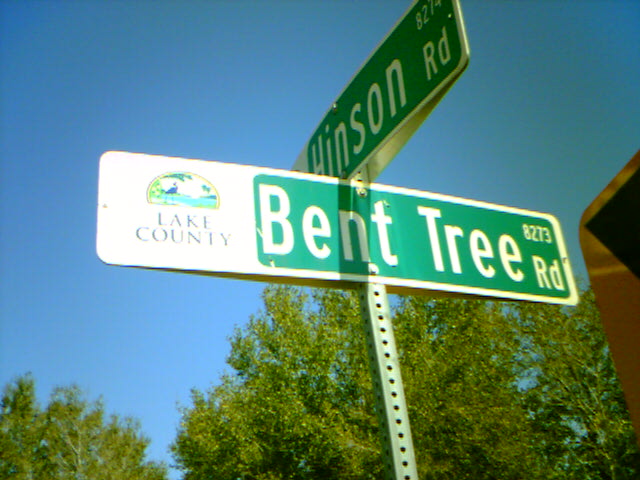 8274
Hinson Rd
LAKE
COUNTY
Bent Tree Rd
8273